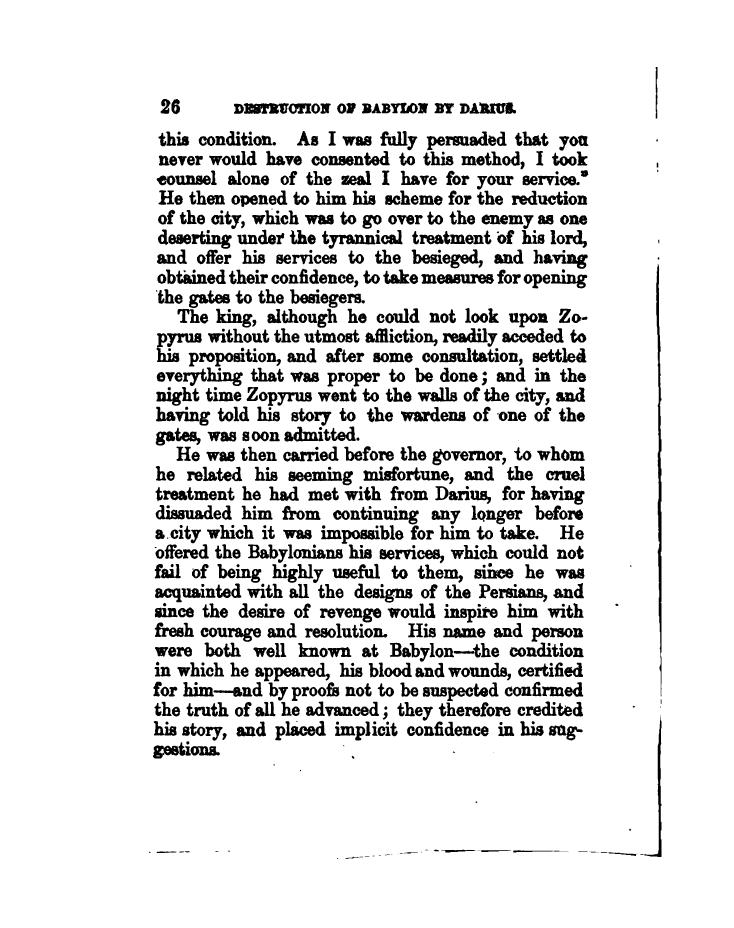 26 DESTRUCTION OF BABYLON BY DARIUS.
this condition. As I was fully persuaded that you
never would have consented to this method, I took
counsel alone of the zeal I have for your service."
He then opened to him his scheme for the reduction
of the city, which was to go over to the enemy as one
deserting under the tyrannical treatment of his lord,
and offer his services to the besieged, and having
obtained their confidence, to take measures for opening
the gates to the besiegers.
The king, although he could not look upon Zo-
pyrus without the utmost affliction, readily acceded to
his proposition, and after some consultation, settled
everything that was proper to be done; and in the
night time Zopyrus went to the walls of the city, and
having told his story to the wardens of one of the
gates, was soon admitted.
He was then carried before the governor, to whom
he related his seeming misfortune, and the cruel
treatment he had met with from Darius, for having
dissuaded him from continuing any longer before
a city which it was impossible for him to take. He
offered the Babylonians his services, which could not
fail of being highly useful to them, since he was
acquainted with all the designs of the Persians, and
since the desire of revenge would inspire him with
fresh courage and resolution. His name and person
were both well known at Babylon—the condition
in which he appeared, his blood and wounds, certified
for him—and by proofs not to be suspected confirmed
the truth of all he advanced; they therefore credited
his story, and placed implicit confidence in his sug-
gestions.